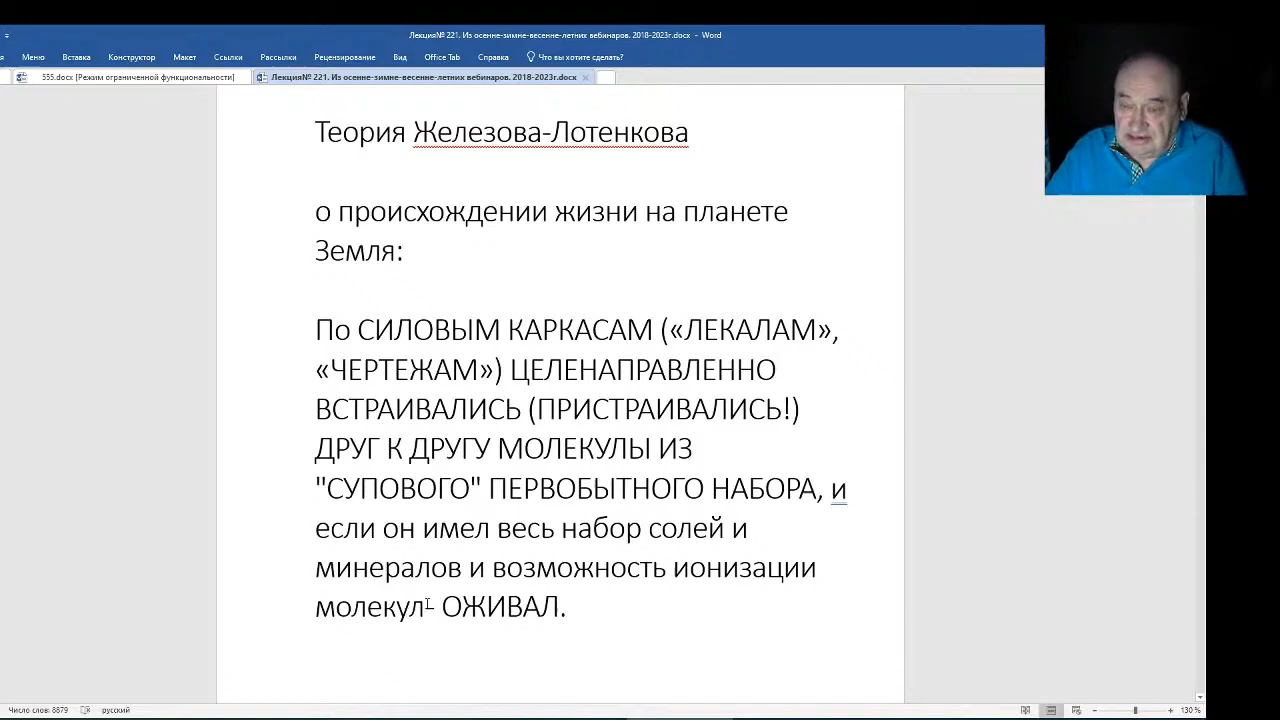 Лекция№ 221. Из осенне-зимне-весенне-летних вебинаров. 2018-2023г.docx - Word
Меню Вставка Конструктор Макет Ссылки Рассылки Рецензирование Вид Office Tab Справка Что вы хотите сделать?
555.docx [Режим ограниченной функциональности] Лекция№ 221. Из осенне-зимне-весенне-летних вебинаров. 2018-2023г.docx
Теория Железова-Лотенкова
о происхождении жизни на планете
Земля:
По СИЛОВЫМ КАРКАСАМ («ЛЕКАЛАМ»,
«ЧЕРТЕЖАМ») ЦЕЛЕНАПРАВЛЕННО
ВСТРАИВАЛИСЬ (ПРИСТРАИВАЛИСЬ!)
ДРУГ К ДРУГУ МОЛЕКУЛЫ ИЗ
"СУПОВОГО" ПЕРВОБЫТНОГО НАБОРА, и
если он имел весь набор солей и
минералов и возможность ионизации
молекул- ОЖИВАЛ.
Число слов: 8879 русский 130 %